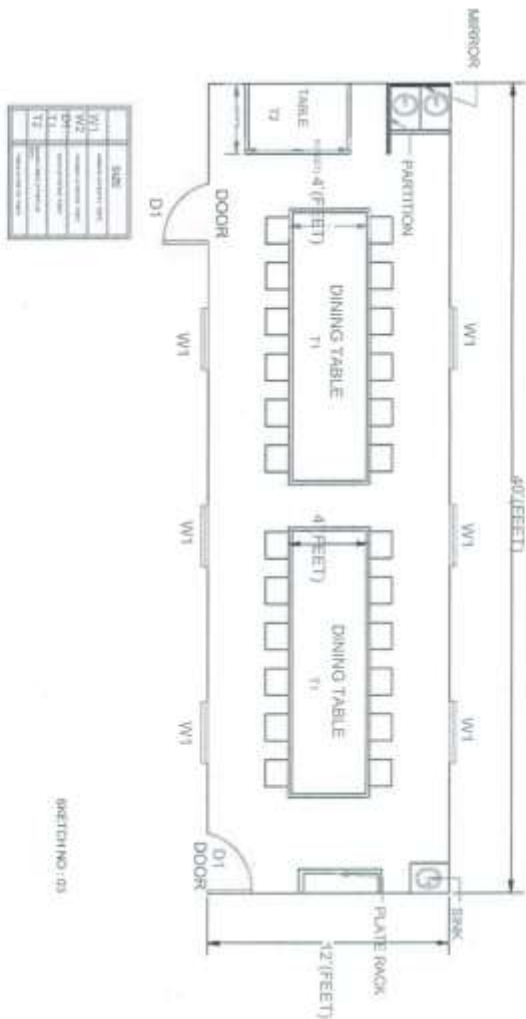 40'(FEET)
MIRROR
PARTITION
W1
W1
W1
SINK
TABLE
T2
4'(FEET)
DINING TABLE
T1
4'(FEET)
DINING TABLE
T1
PLATE RACK
12'(FEET)
DOOR
D1
W1
W1
W1
D1
DOOR
SIZE
W1
W2
D1
T1
T2
SKETCH NO : 03